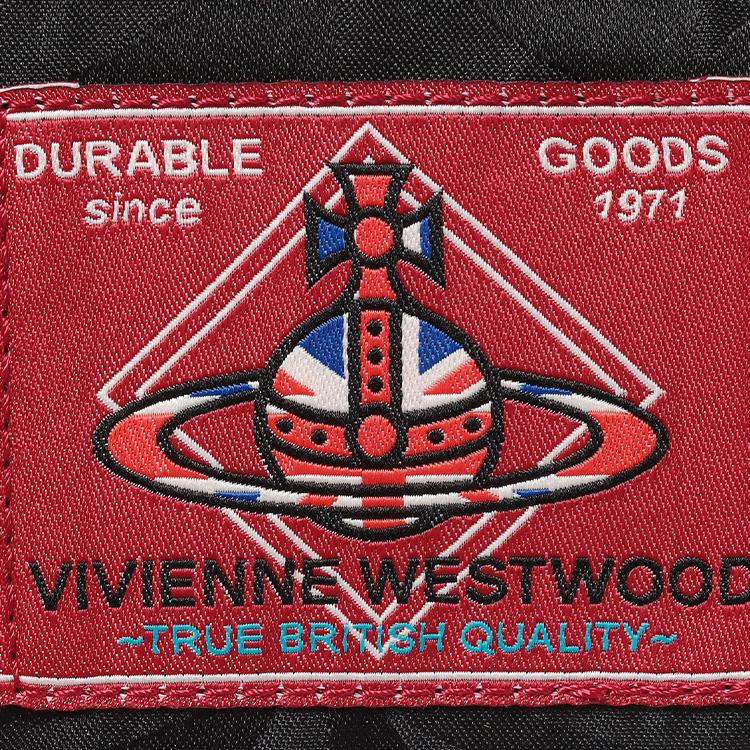 DURABLE GOODS
since 1971
VIVIENNE WESTWOOD
~TRUE BRITISH QUALITY~